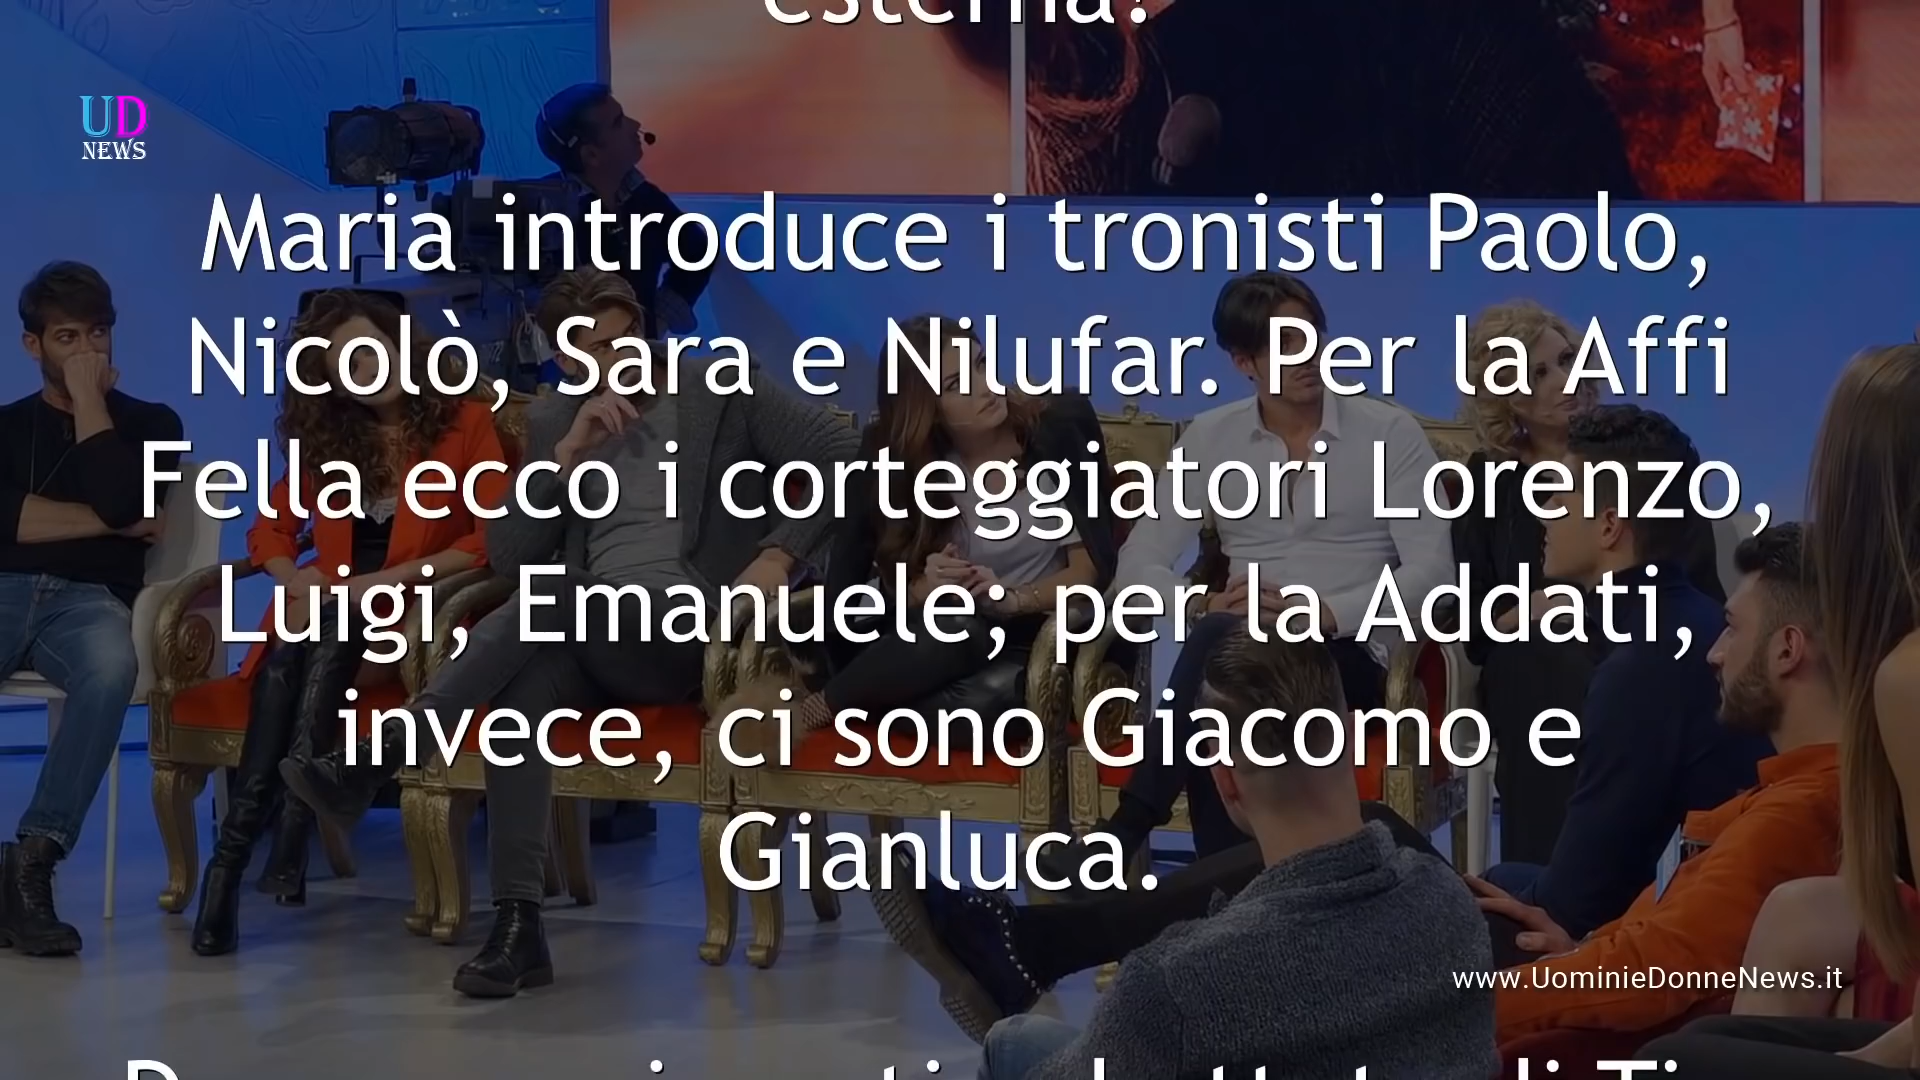 esterna?
UD
NEWS
Maria introduce i tronisti Paolo,
Nicolò, Sara e Nilufar. Per la Affi
Fella ecco i corteggiatori Lorenzo,
Luigi, Emanuele; per la Addati,
invece, ci sono Giacomo e
Gianluca.
www.UominieDonneNews.it